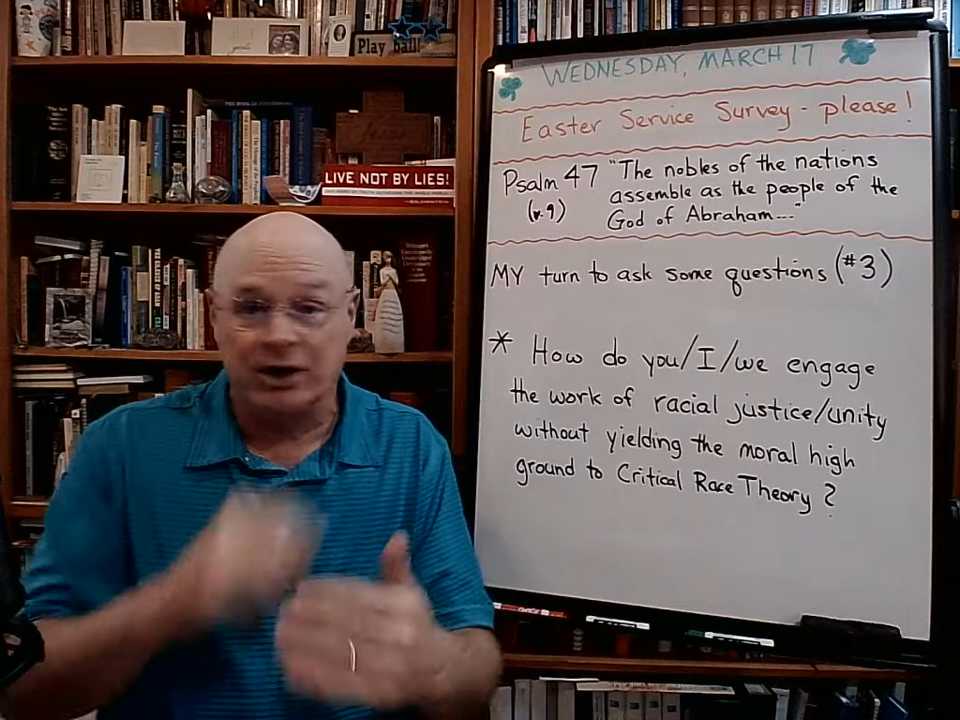 WEDNESDAY, MARCH 17
Easter Service Survey - please!
Psalm 47 "The nobles of the nations
(v. 9) assemble as the people of the
God of Abraham..."
MY turn to ask some questions (#3)
* How do you/I/we engage
the work of racial justice/unity
without yielding the moral high
ground to Critical Race Theory?
Play ball!
LIVE NOT BY LIES!